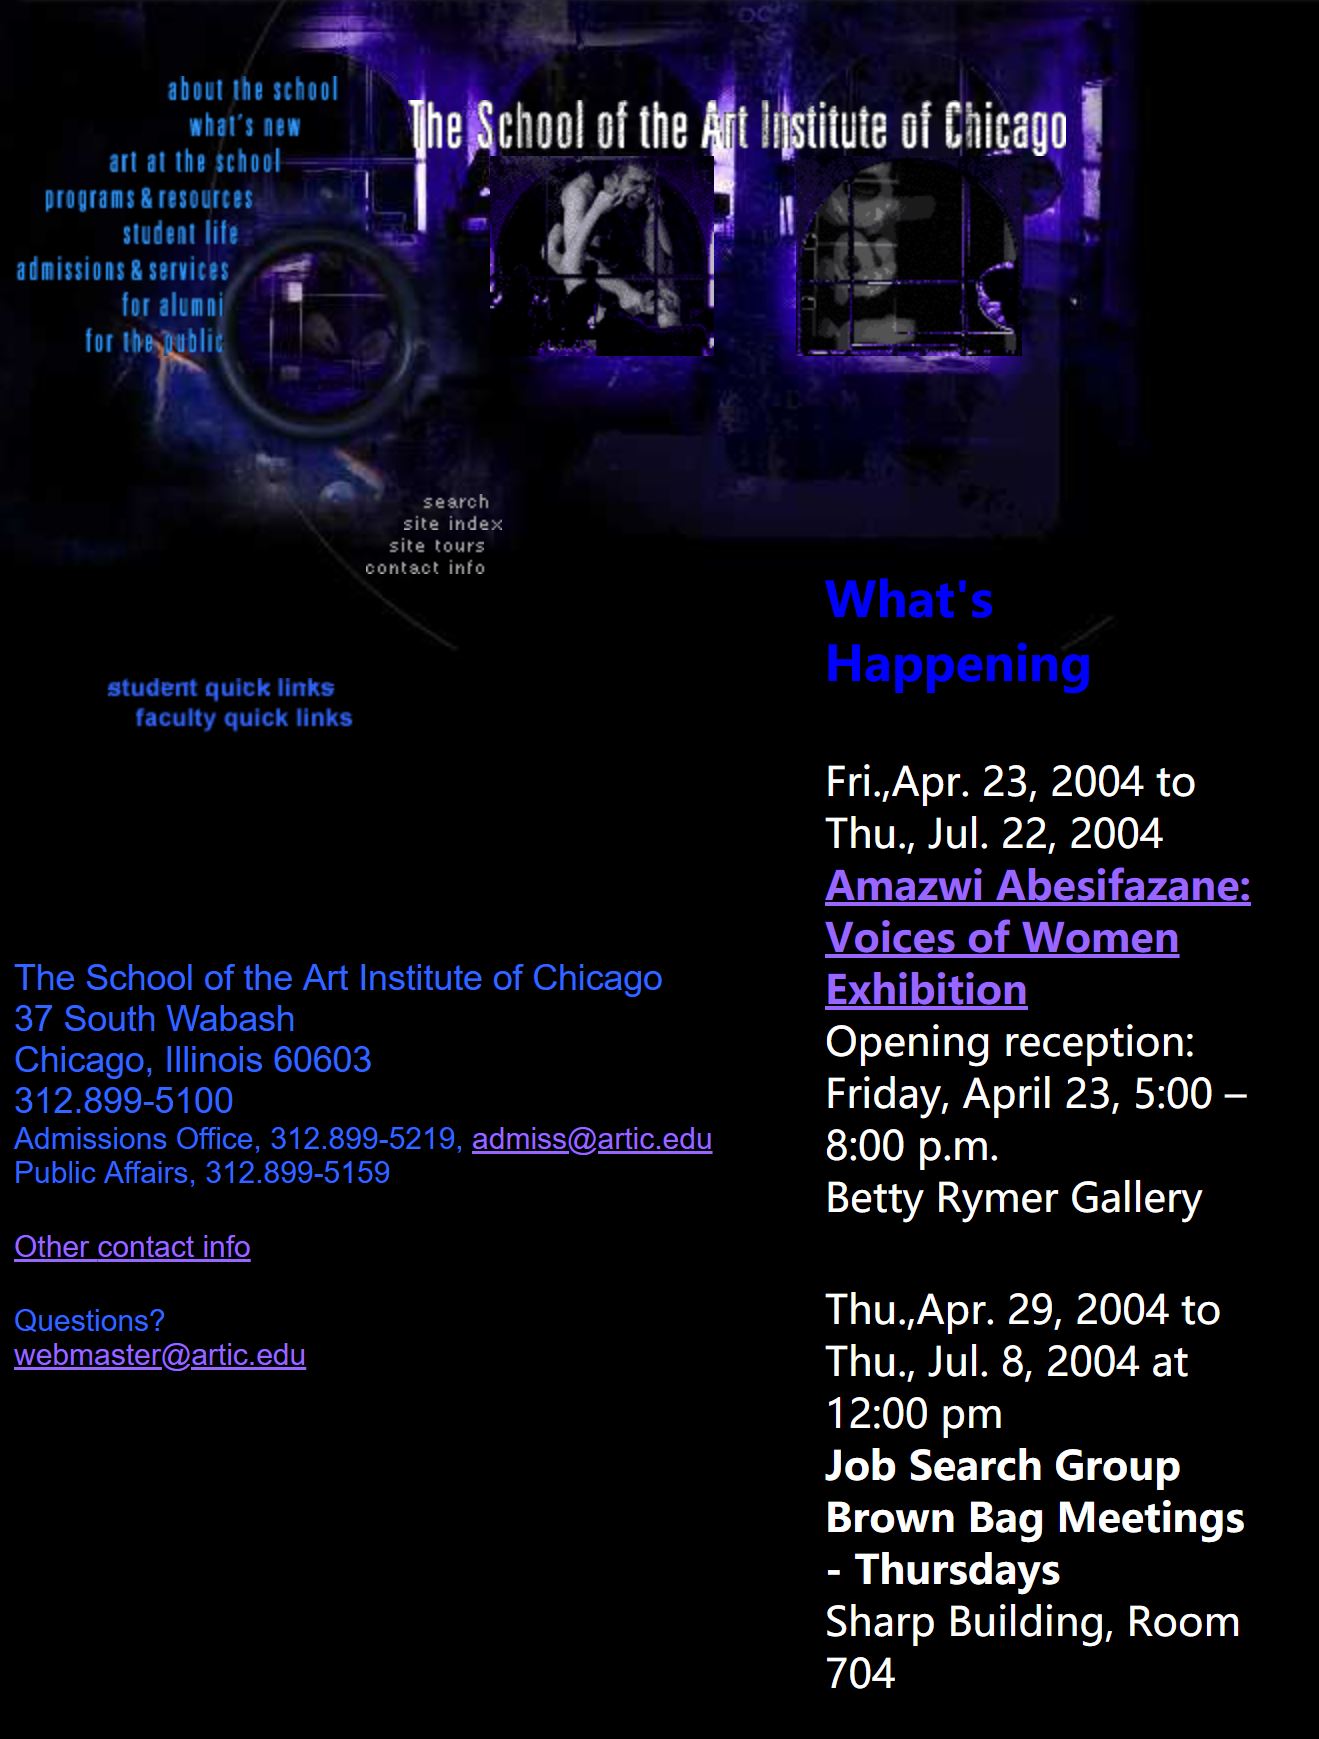 about the school
what's new
art at the school
programs & resources
student life
admissions & services
for alumni
for the public
The School of the Art Institute of Chicago
search
site index
site tours
contact info
student quick links
faculty quick links
The School of the Art Institute of Chicago
37 South Wabash
Chicago, Illinois 60603
312.899-5100
Admissions Office, 312.899-5219, admiss@artic.edu
Public Affairs, 312.899-5159
Other contact info
Questions?
webmaster@artic.edu
What's
Happening
Fri.,Apr. 23, 2004 to
Thu., Jul. 22, 2004
Amazwi Abesifazane:
Voices of Women
Exhibition
Opening reception:
Friday, April 23, 5:00 –
8:00 p.m.
Betty Rymer Gallery
Thu.,Apr. 29, 2004 to
Thu., Jul. 8, 2004 at
12:00 pm
Job Search Group
Brown Bag Meetings
- Thursdays
Sharp Building, Room
704